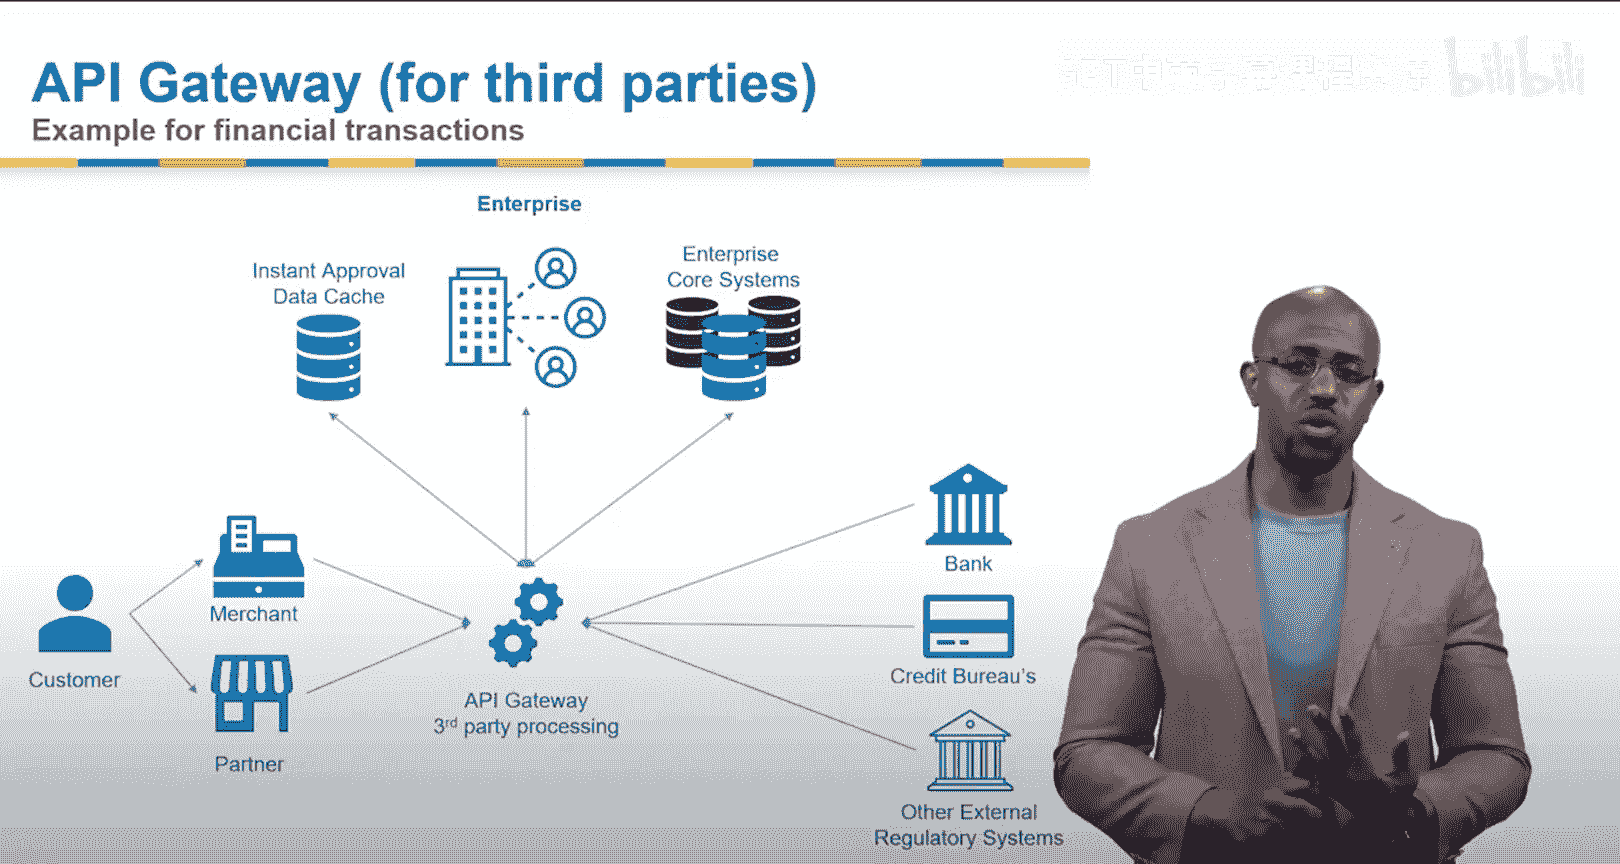 API Gateway (for third parties)
Example for financial transactions
bilibili
Enterprise
Instant Approval
Data Cache
Enterprise
Core Systems
Bank
Merchant
Customer
Credit Bureau's
API Gateway
3rd party processing
Partner
Other External
Regulatory Systems